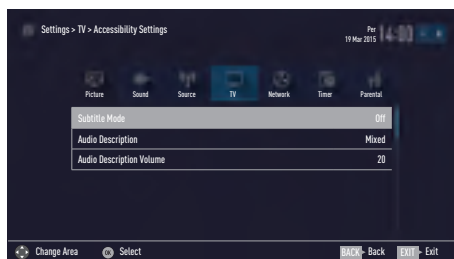 Settings > TV > Accessibility Settings
Per
19 Mar 2015
14:00
Picture Sound Source TV Network Timer Parental
Subtitle Mode Off
Audio Description Mixed
Audio Description Volume 20
Change Area OK Select BACK Back EXIT Exit